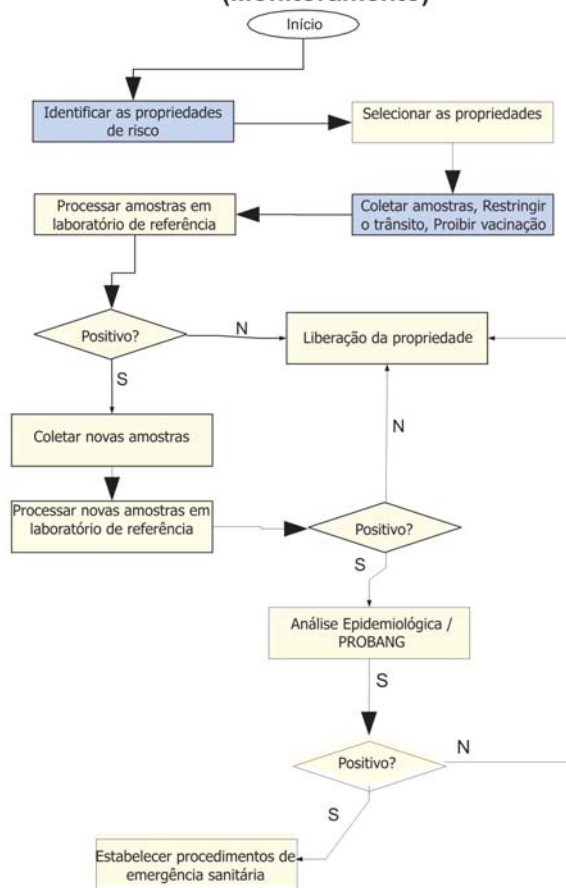 (Monitoramento)
Início
Identificar as propriedades
de risco
Selecionar as propriedades
Processar amostras em
laboratório de referência
Coletar amostras, Restringir
o trânsito, Proibir vacinação
Positivo?
N
Liberação da propriedade
S
Coletar novas amostras
N
Processar novas amostras em
laboratório de referência
Positivo?
S
Análise Epidemiológica /
PROBANG
S
Positivo?
N
S
Estabelecer procedimentos de
emergência sanitária